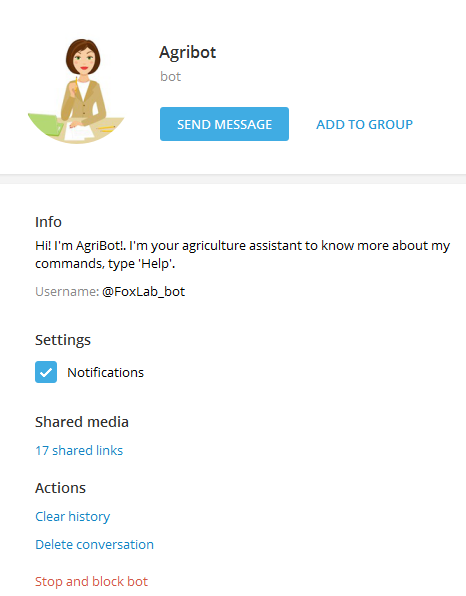 Agribot
bot
SEND MESSAGE
ADD TO GROUP
Info
Hi! I'm AgriBot!. I'm your agriculture assistant to know more about my
commands, type 'Help'.
Username: @FoxLab_bot
Settings
Notifications
Shared media
17 shared links
Actions
Clear history
Delete conversation
Stop and block bot